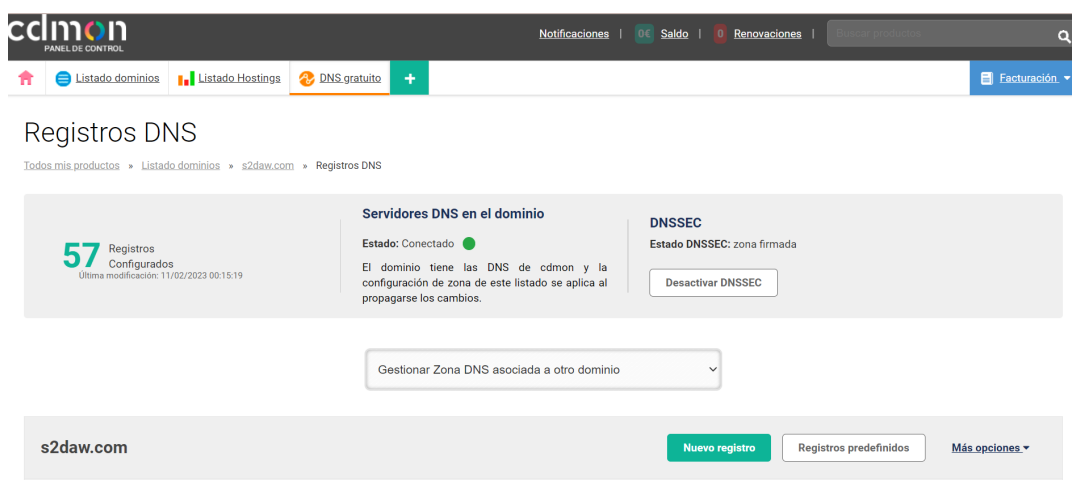 cdmon
PANEL DE CONTROL
Notificaciones | 0€ Saldo | 0 Renovaciones | Buscar productos
Listado dominios Listado Hostings DNS gratuito + Facturación
Registros DNS
Todos mis productos » Listado dominios » s2daw.com » Registros DNS
57 Registros
Configurados
Última modificación: 11/02/2023 00:15:19
Servidores DNS en el dominio
Estado: Conectado
El dominio tiene las DNS de cdmon y la
configuración de zona de este listado se aplica al
propagarse los cambios.
DNSSEC
Estado DNSSEC: zona firmada
Desactivar DNSSEC
Gestionar Zona DNS asociada a otro dominio
s2daw.com Nuevo registro Registros predefinidos Más opciones